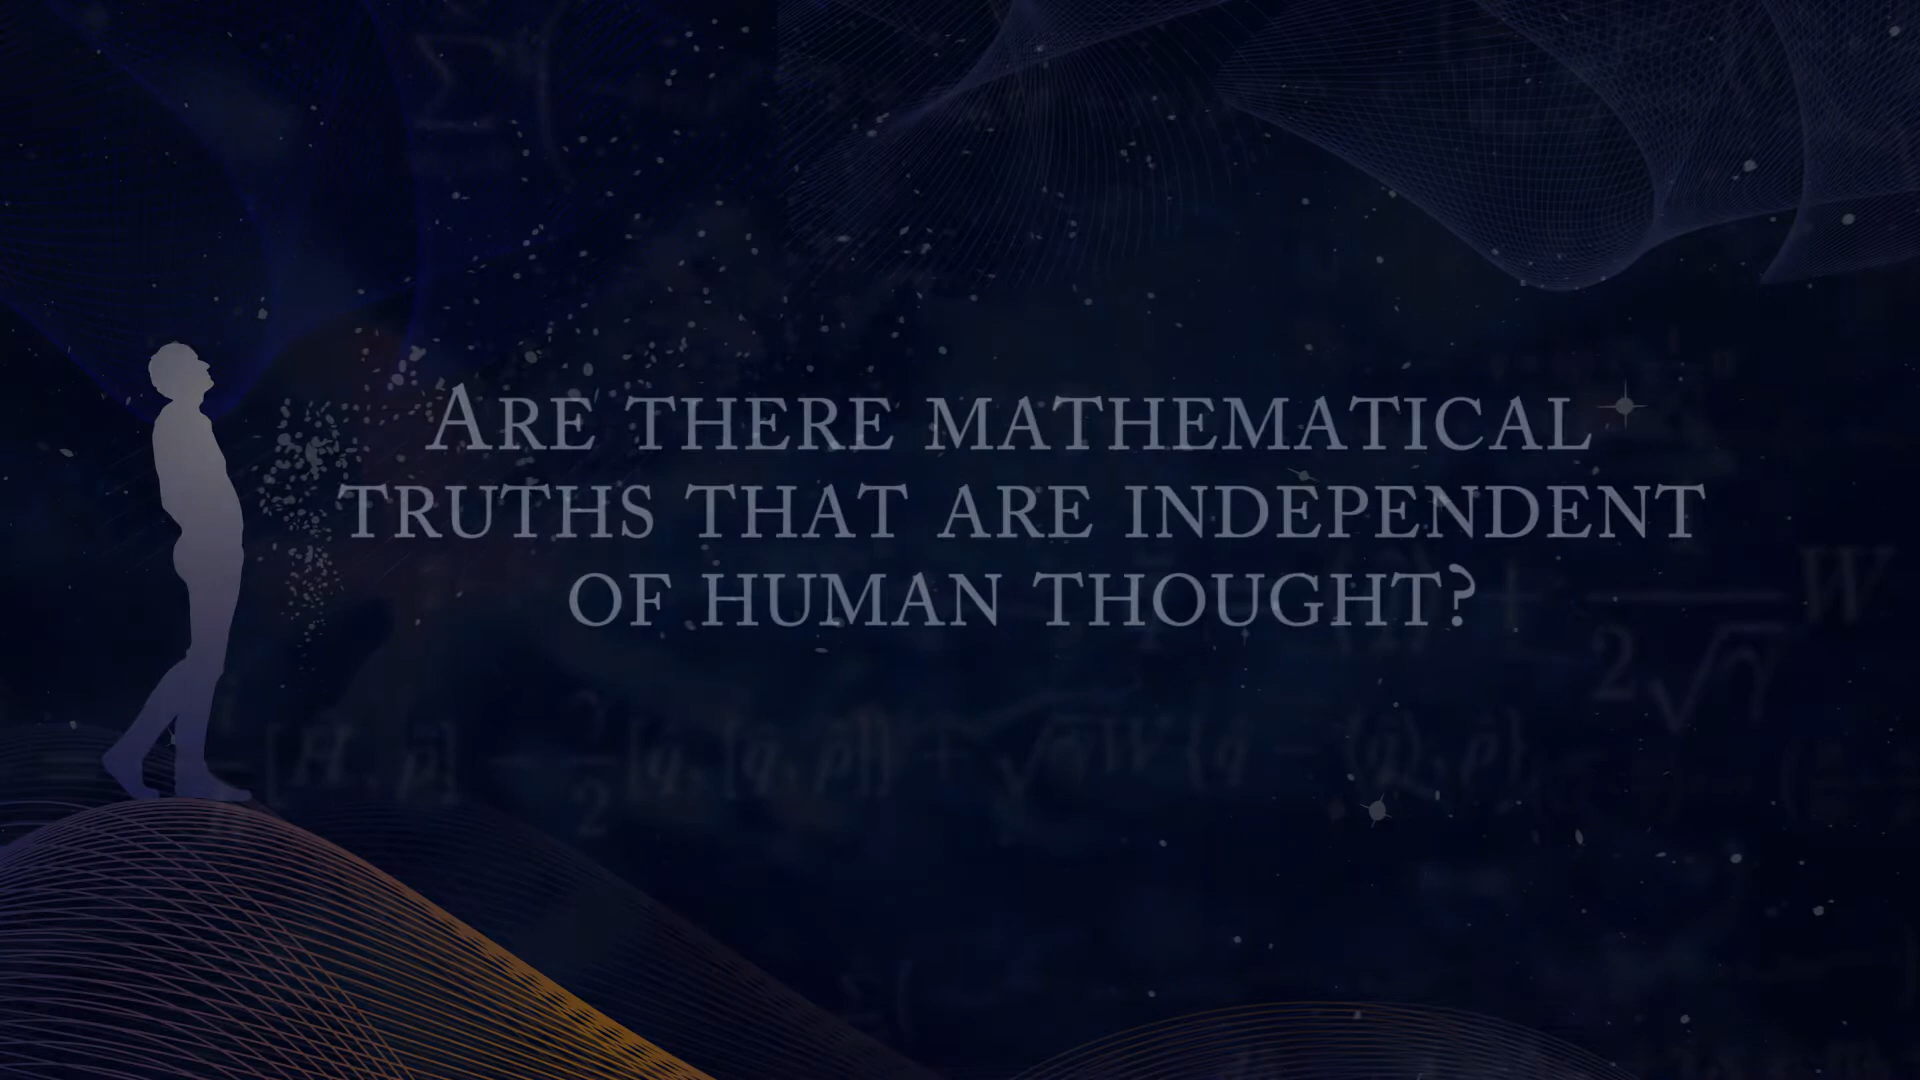 ARE THERE MATHEMATICAL
TRUTHS THAT ARE INDEPENDENT
OF HUMAN THOUGHT?